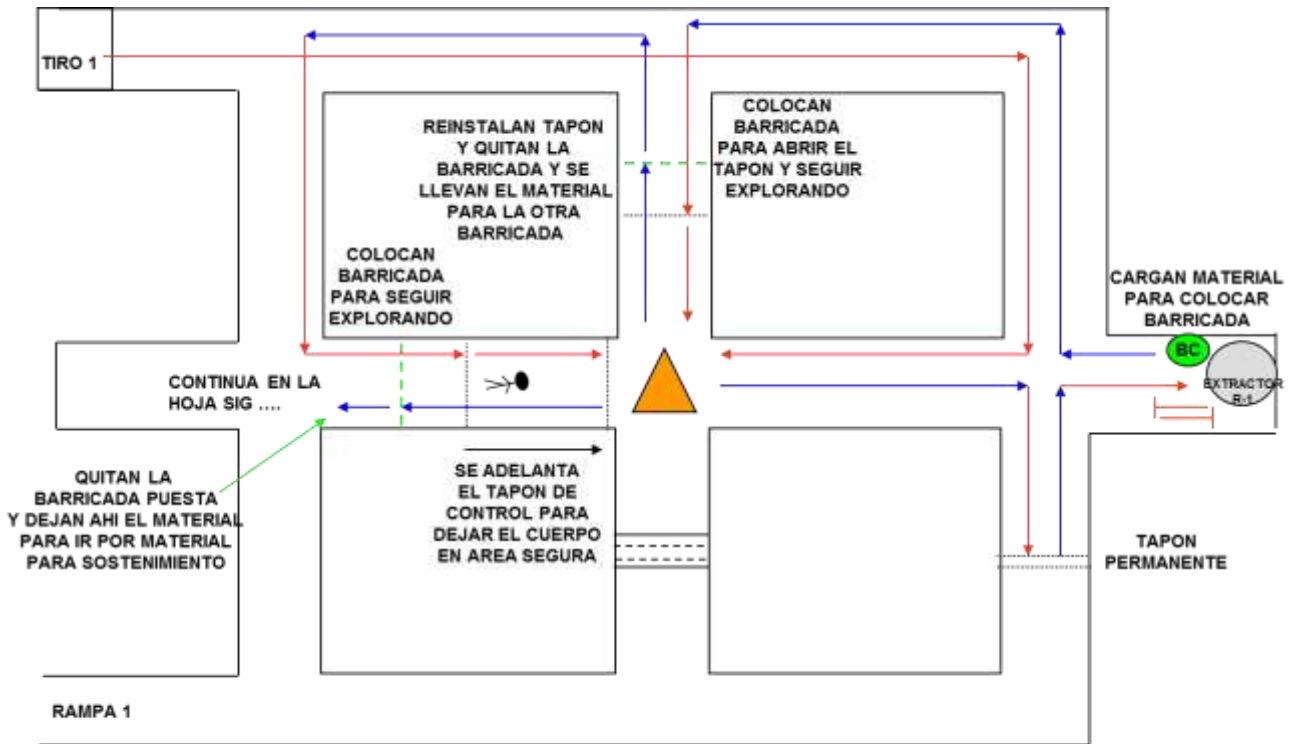 TIRO 1
REINSTALAN TAPON
Y QUITAN LA
BARRICADA Y SE
LLEVAN EL MATERIAL
PARA LA OTRA
BARRICADA
COLOCAN
BARRICADA
PARA ABRIR EL
TAPON Y SEGUIR
EXPLORANDO
COLOCAN
BARRICADA
PARA SEGUIR
EXPLORANDO
CARGAN MATERIAL
PARA COLOCAR
BARRICADA
BC
EXTRACTOR
R-1
CONTINUA EN LA
HOJA SIG ....
QUITAN LA
BARRICADA PUESTA
Y DEJAN AHI EL MATERIAL
PARA IR POR MATERIAL
PARA SOSTENIMIENTO
SE ADELANTA
EL TAPON DE
CONTROL PARA
DEJAR EL CUERPO
EN AREA SEGURA
TAPON
PERMANENTE
RAMPA 1